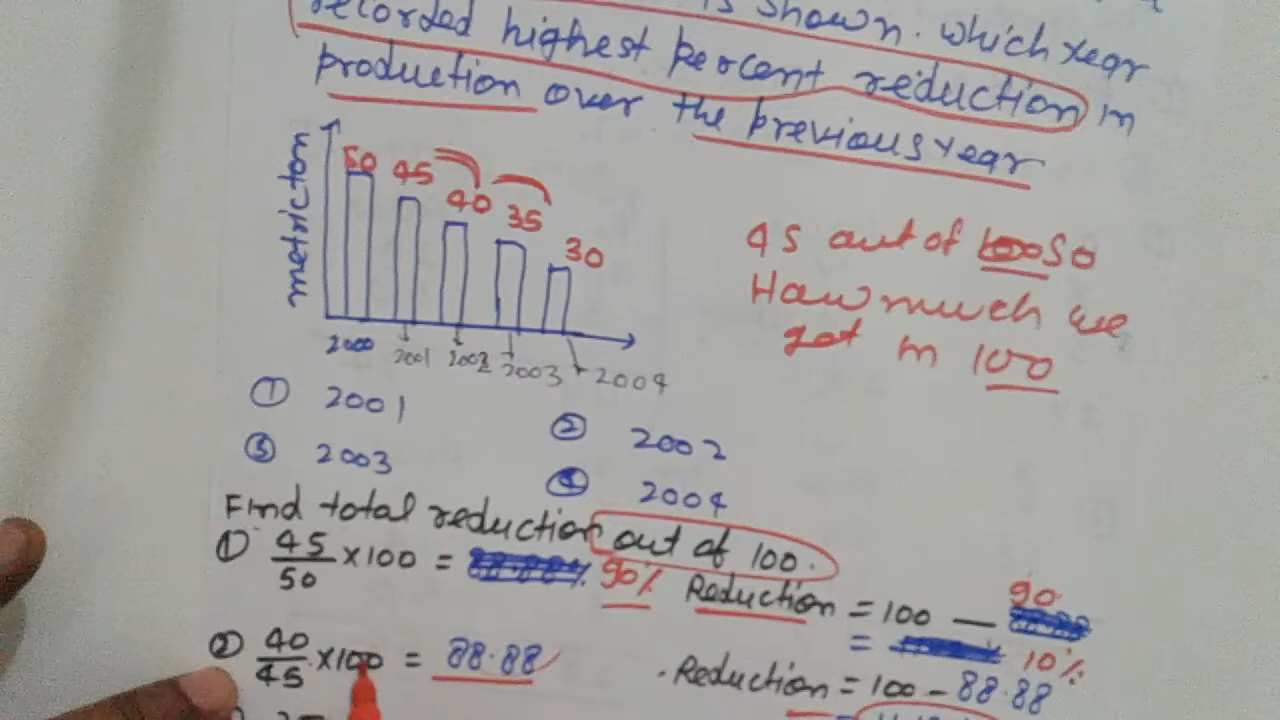 is shown. which year
recorded highest percent reduction in
production over the previous year
metric ton
50
45
40
35
30
2000
2001
2002
2003
2004
45 out of 50
How much we
get in 100
① 2001
② 2002
③ 2003
④ 2004
Find total reduction out of 100.
① 45/50 ×100 = 90% Reduction = 100 — 90
= 10%
② 40/45 ×100 = 88.88 Reduction = 100 - 88.88